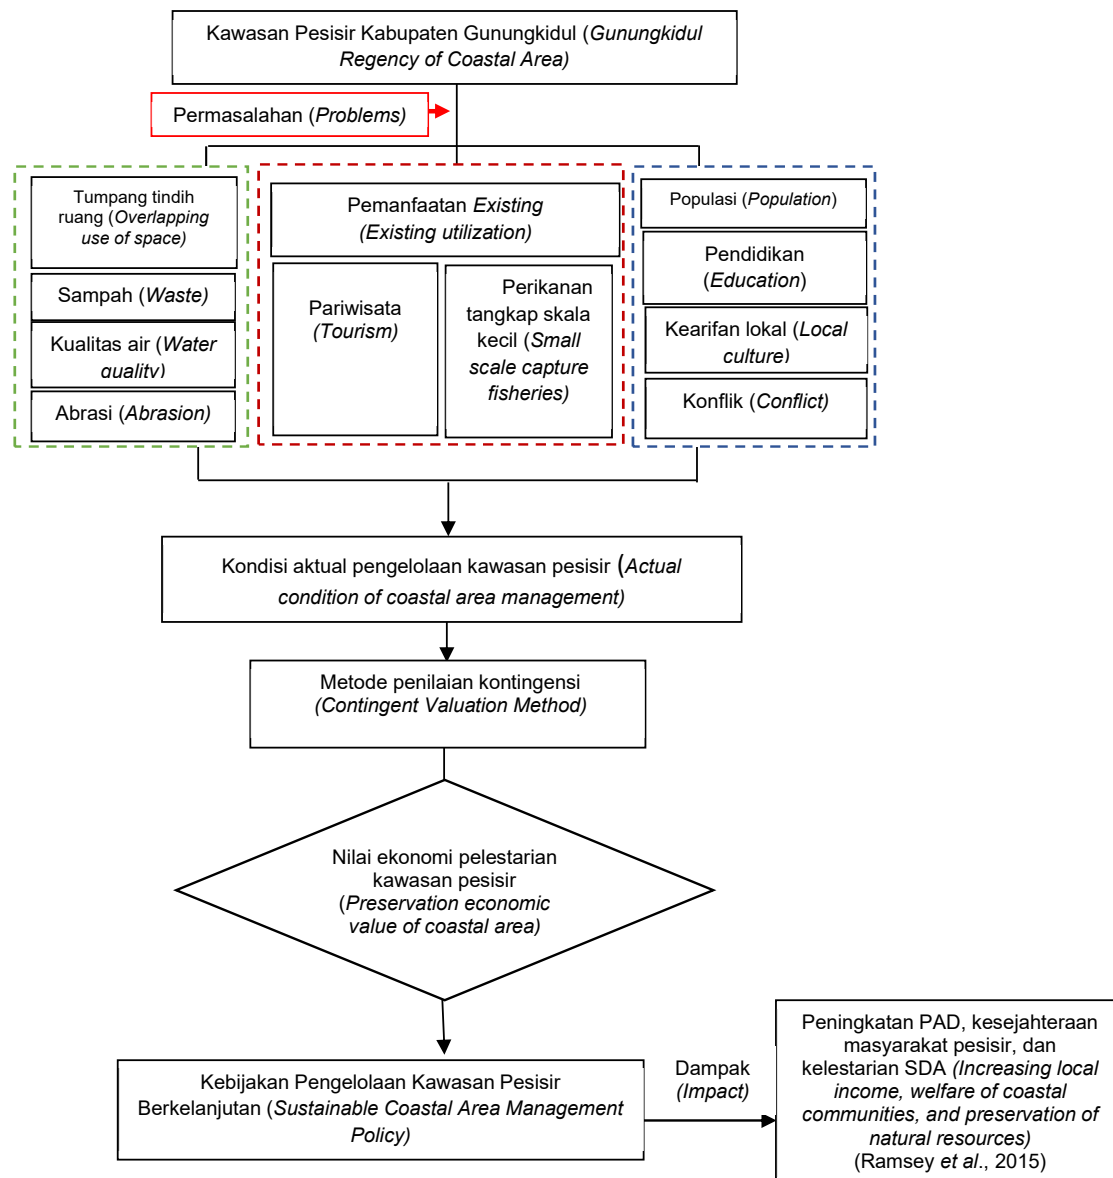 Kawasan Pesisir Kabupaten Gunungkidul (Gunungkidul
Regency of Coastal Area)
Permasalahan (Problems)
Tumpang tindih
ruang (Overlapping
use of space)
Sampah (Waste)
Kualitas air (Water
quality)
Abrasi (Abrasion)
Pemanfaatan Existing
(Existing utilization)
Pariwisata
(Tourism)
Perikanan
tangkap skala
kecil (Small
scale capture
fisheries)
Populasi (Population)
Pendidikan
(Education)
Kearifan lokal (Local
culture)
Konflik (Conflict)
Kondisi aktual pengelolaan kawasan pesisir (Actual
condition of coastal area management)
Metode penilaian kontingensi
(Contingent Valuation Method)
Nilai ekonomi pelestarian
kawasan pesisir
(Preservation economic
value of coastal area)
Kebijakan Pengelolaan Kawasan Pesisir
Berkelanjutan (Sustainable Coastal Area Management
Policy)
Dampak
(Impact)
Peningkatan PAD, kesejahteraan
masyarakat pesisir, dan
kelestarian SDA (Increasing local
income, welfare of coastal
communities, and preservation of
natural resources)
(Ramsey et al., 2015)